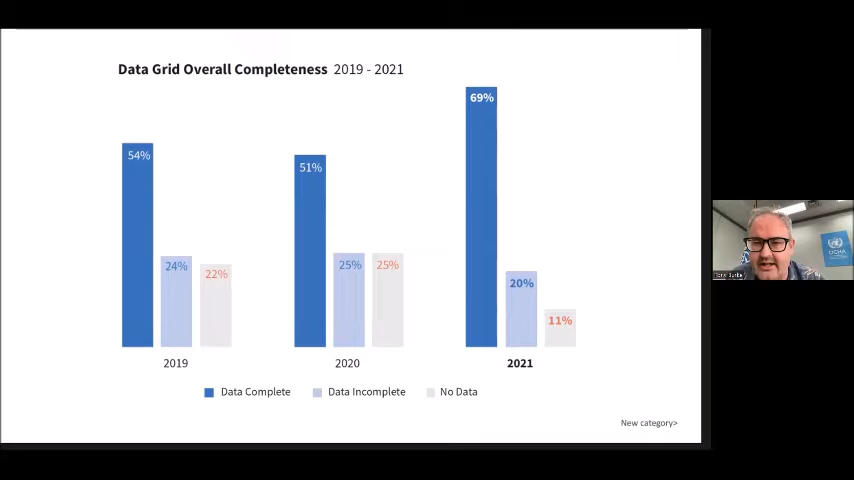 Data Grid Overall Completeness 2019 - 2021
69%
54%
51%
24%
22%
25%
25%
20%
11%
2019
2020
2021
Data Complete
Data Incomplete
No Data
New category>
OCHA